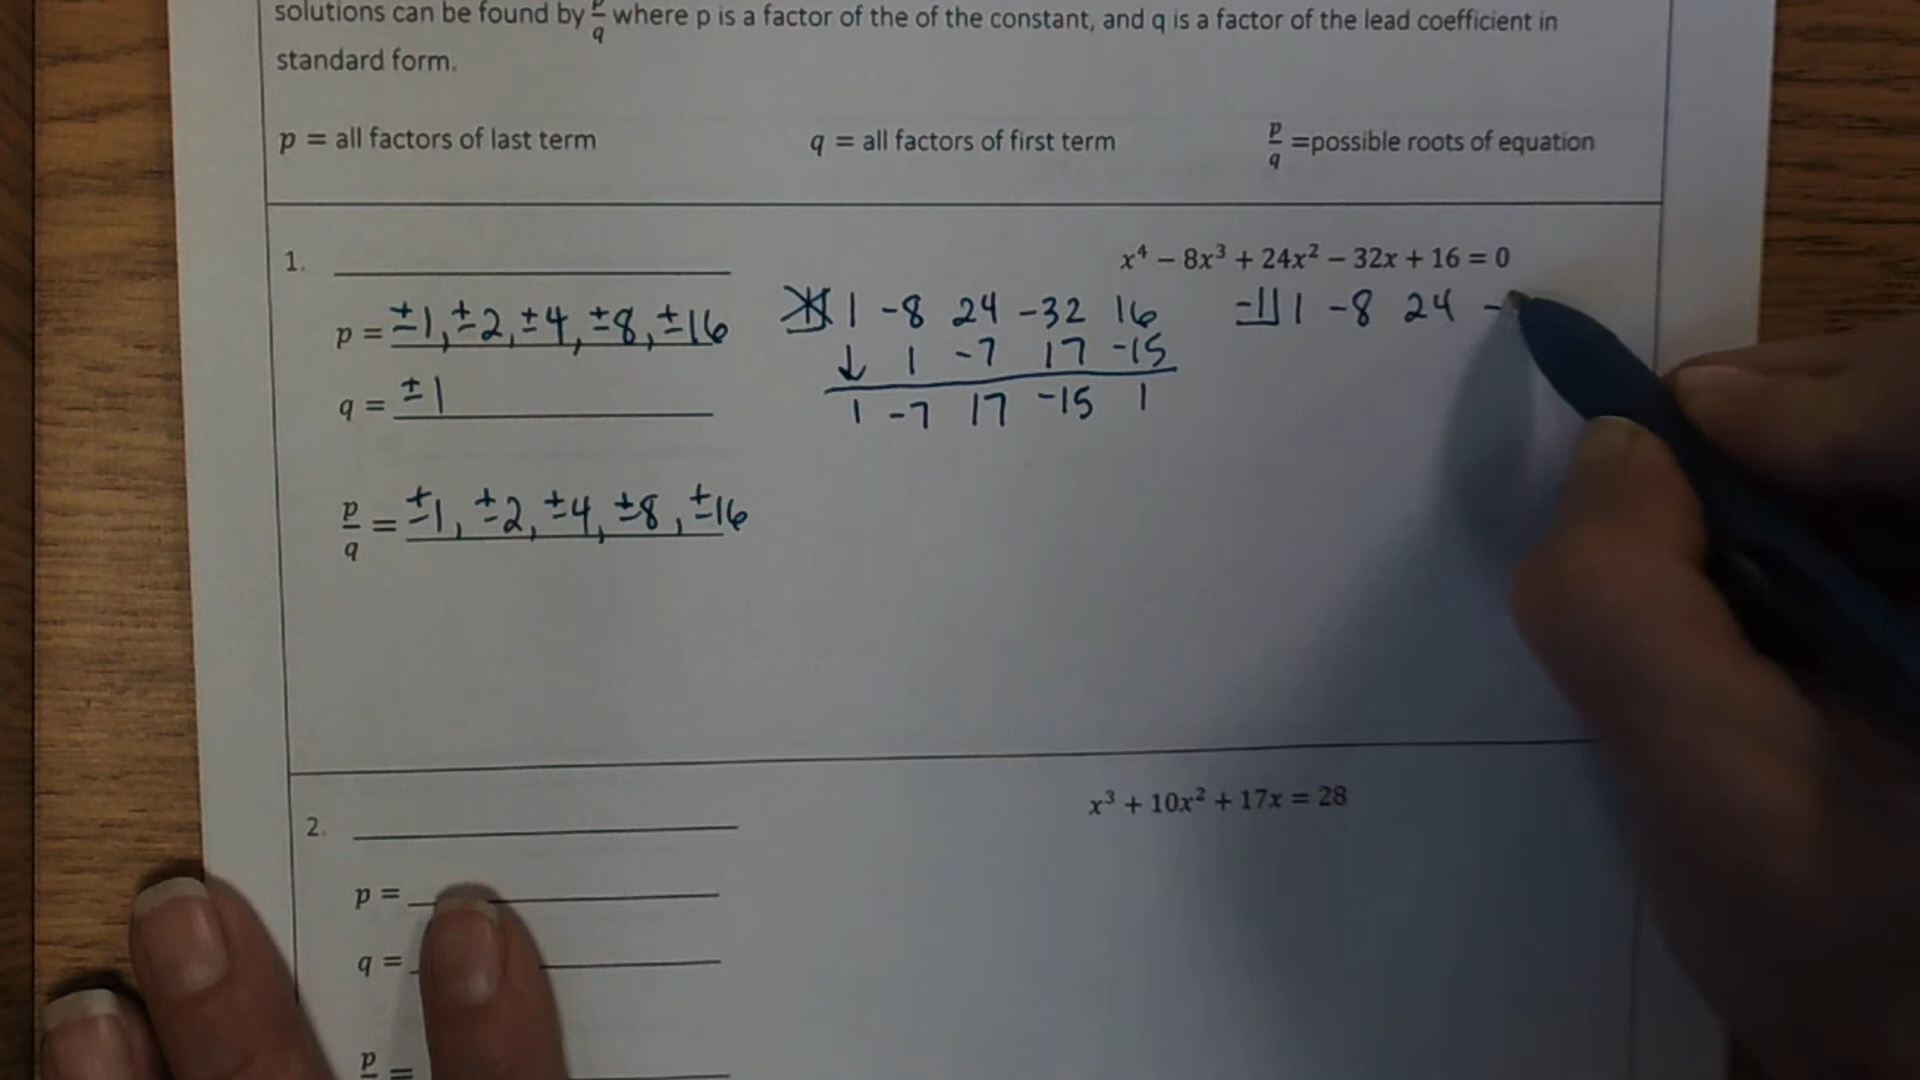 solutions can be found by p/q where p is a factor of the of the constant, and q is a factor of the lead coefficient in
standard form.
p = all factors of last term q = all factors of first term p/q =possible roots of equation
1. x⁴ − 8x³ + 24x² − 32x + 16 = 0
p = ±1, ±2, ±4, ±8, ±16
1 -8 24 -32 16
↓ 1 -7 17 -15
1 -7 17 -15 1
-1 1 -8 24 -
q = ±1
p/q = ±1, ±2, ±4, ±8, ±16
2. x³ + 10x² + 17x = 28
p =
q =
p/q =